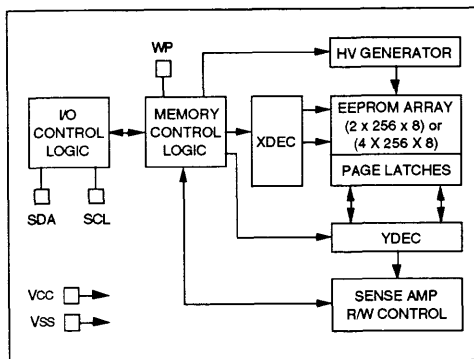 WP
HV GENERATOR
I/O
CONTROL
LOGIC
MEMORY
CONTROL
LOGIC
XDEC
EEPROM ARRAY
(2 x 256 x 8) or
(4 X 256 X 8)
PAGE LATCHES
SDA
SCL
YDEC
VCC
VSS
SENSE AMP
R/W CONTROL